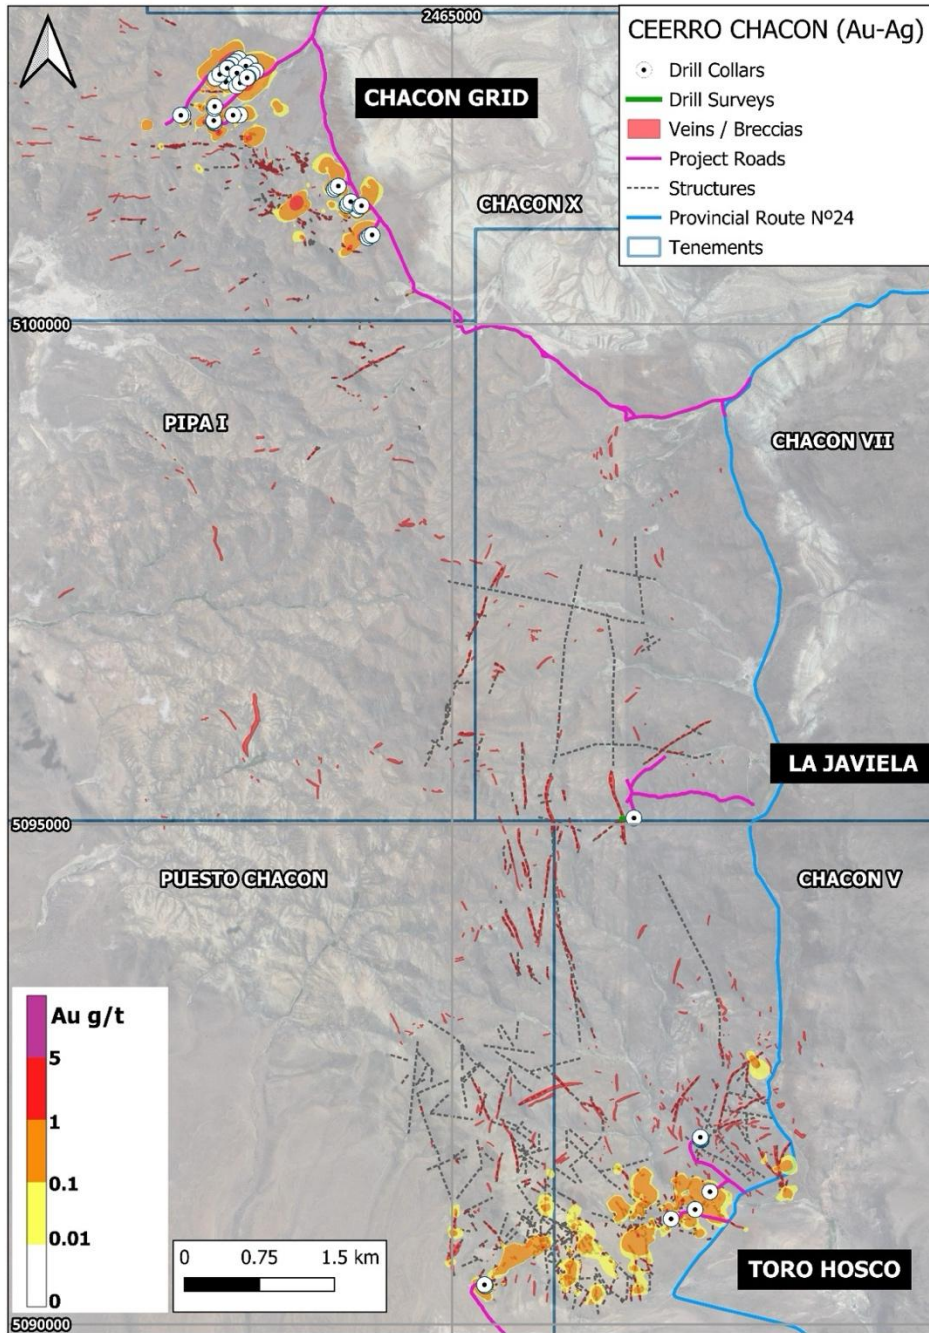 2465000
CEERRO CHACON (Au-Ag)
Drill Collars
Drill Surveys
Veins / Breccias
Project Roads
Structures
Provincial Route Nº24
Tenements
CHACON GRID
CHACON X
5100000
PIPA I
CHACON VII
LA JAVIELA
5095000
PUESTO CHACON
CHACON V
Au g/t
5
1
0.1
0.01
0
0 0.75 1.5 km
TORO HOSCO
5090000